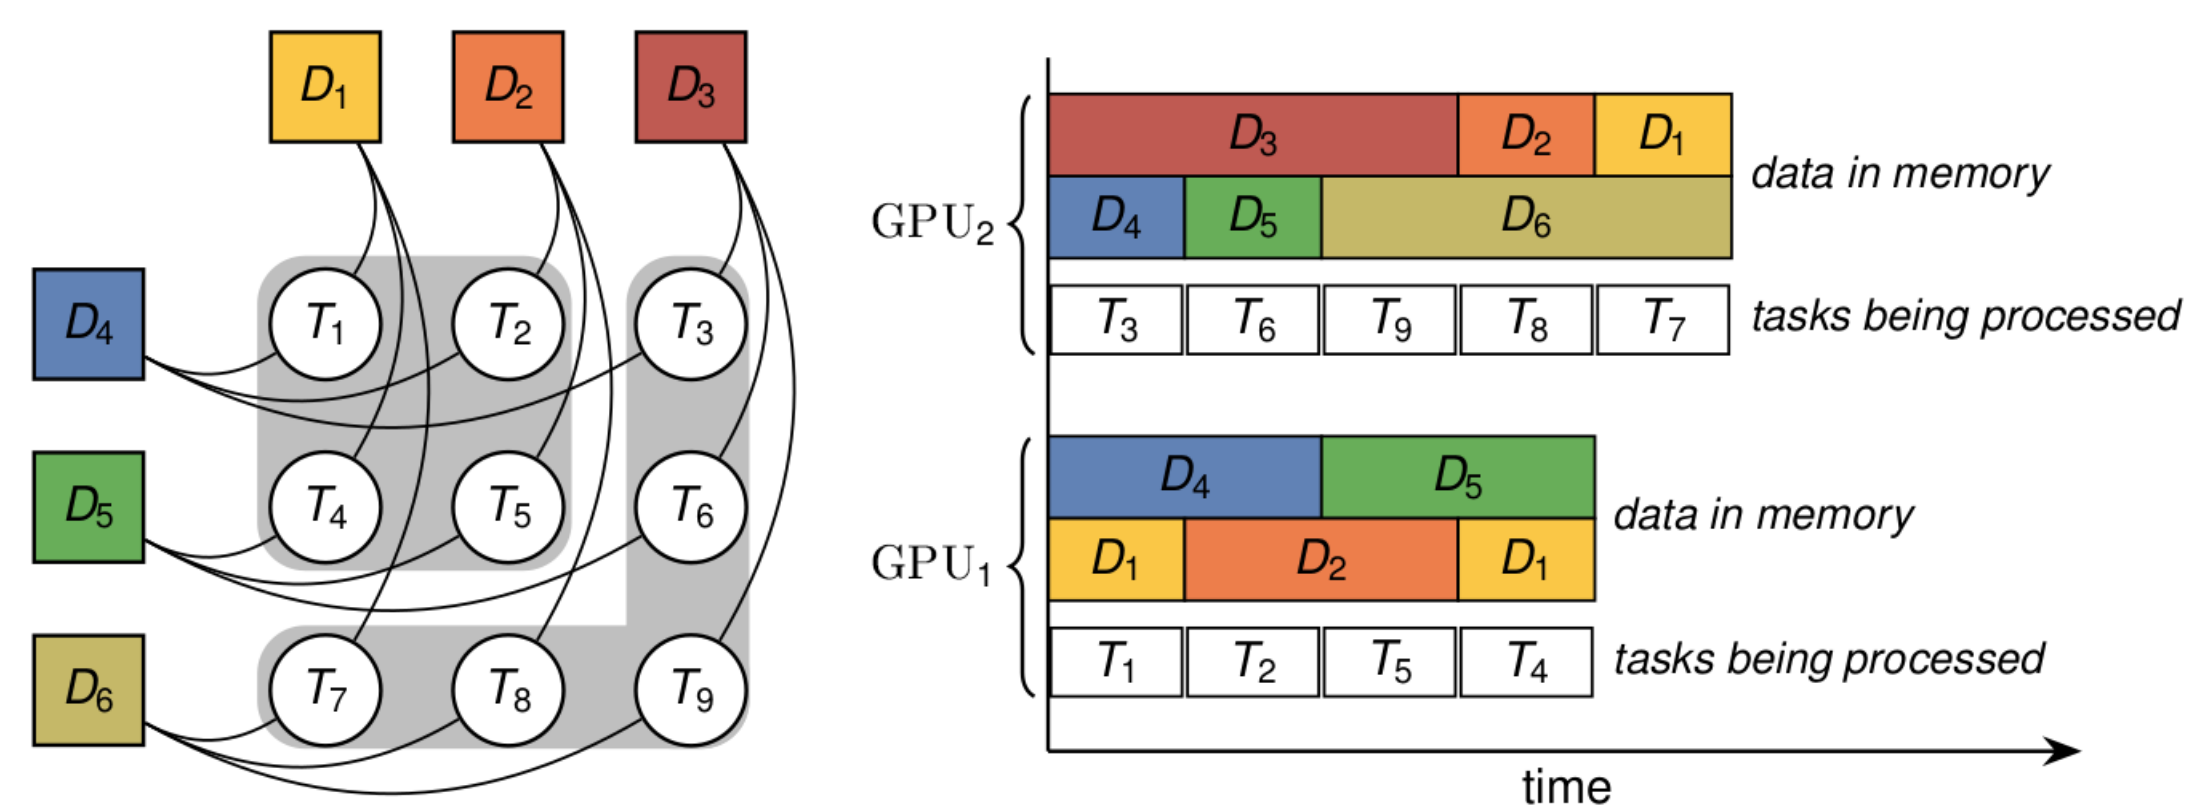 D1 D2 D3
D4 T1 T2 T3
D5 T4 T5 T6
D6 T7 T8 T9
GPU2
D3 D2 D1
data in memory
D4 D5 D6
T3 T6 T9 T8 T7
tasks being processed
GPU1
D4 D5
data in memory
D1 D2 D1
T1 T2 T5 T4
tasks being processed
time